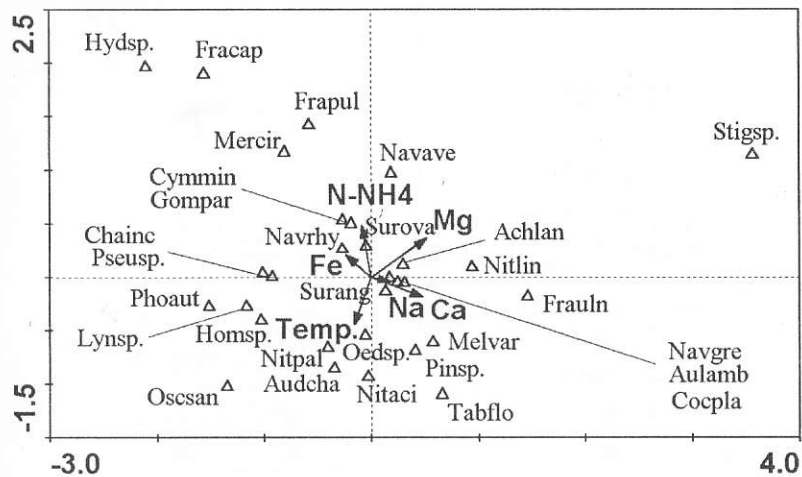 2.5
Hydsp.
Fracap
Frapul
Stigsp.
Mercir
Navave
Cymmin
Gompar
N-NH4
Surova
Mg
Achlan
Chainc
Navrhy
Pseusp.
Fe
Nitlin
Surang
Phoaut
Na Ca
Frauln
Lynsp.
Homsp.
Temp.
Nitpal
Oedsp.
Melvar
Audcha
Pinsp.
Navgre
Aulamb
Cocpla
Oscsan
Nitaci
Tabflo
-1.5
-3.0
4.0